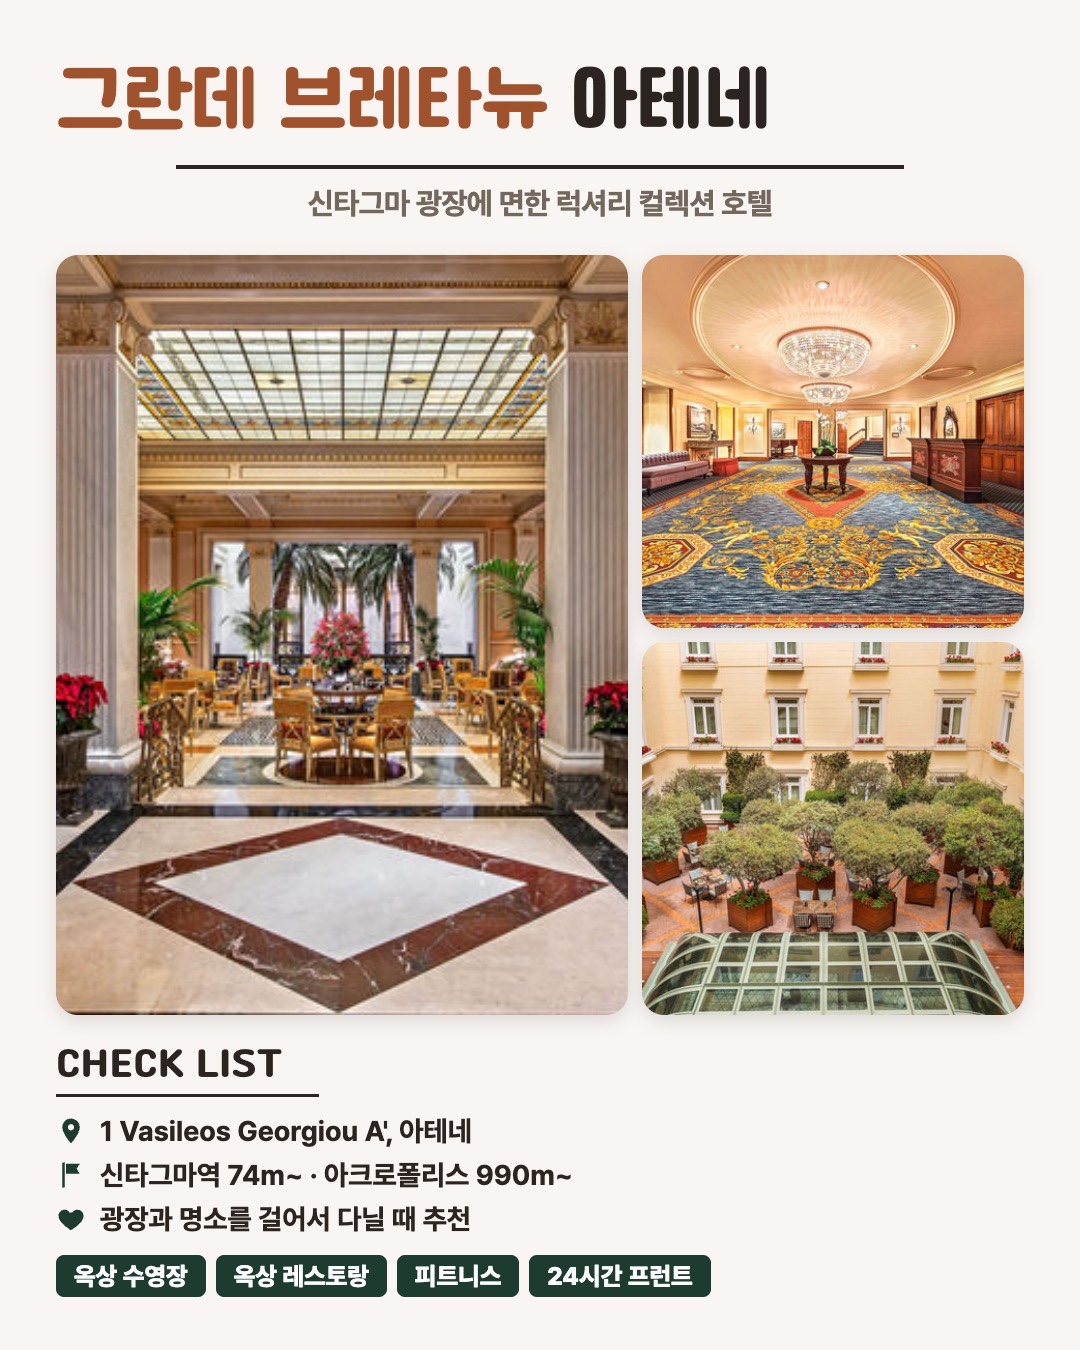 그란데 브레타뉴 아테네
신타그마 광장에 면한 럭셔리 컬렉션 호텔
CHECK LIST
1 Vasileos Georgiou A', 아테네
신타그마역 74m~ · 아크로폴리스 990m~
광장과 명소를 걸어서 다닐 때 추천
옥상 수영장 옥상 레스토랑 피트니스 24시간 프런트